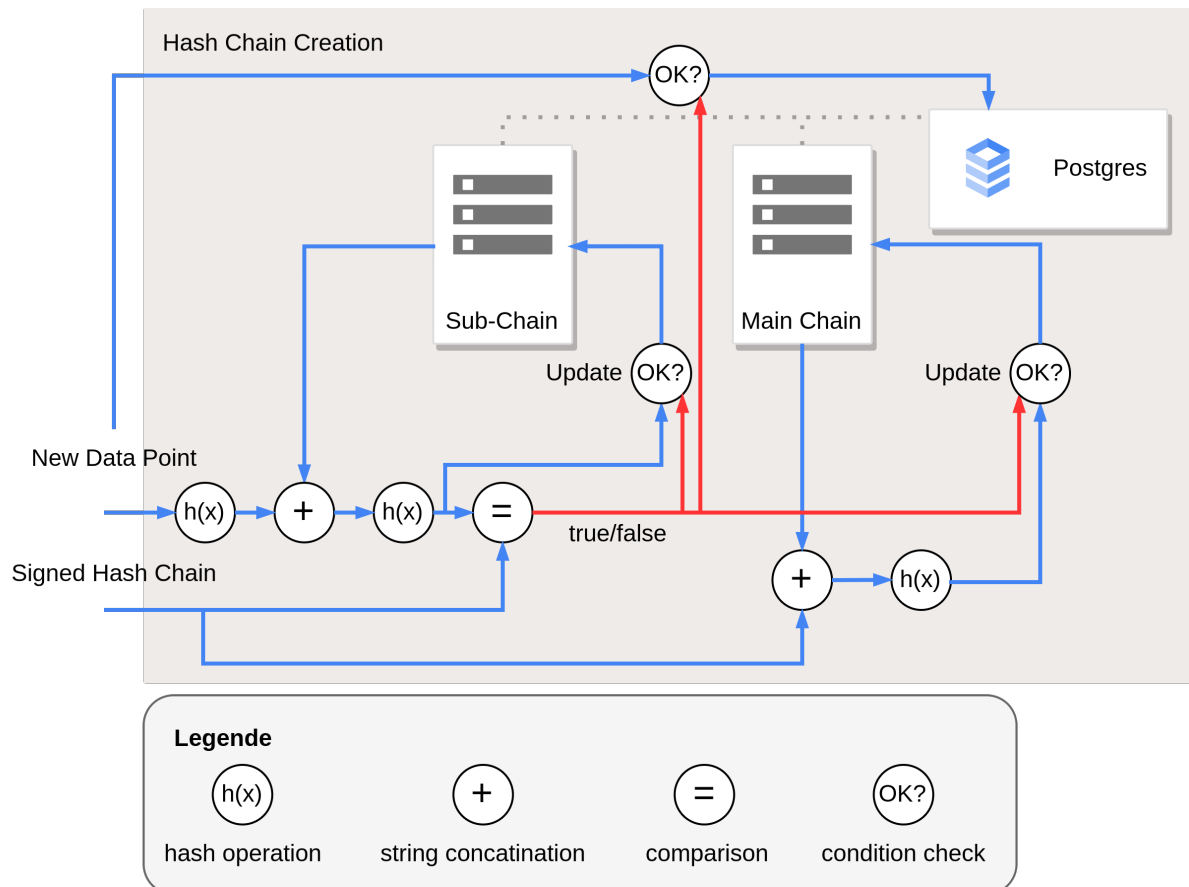 Hash Chain Creation
OK?
Postgres
Sub-Chain
Main Chain
Update
OK?
Update
OK?
New Data Point
h(x)
+
h(x)
=
true/false
Signed Hash Chain
+
h(x)
Legende
h(x)
+
=
OK?
hash operation
string concatination
comparison
condition check